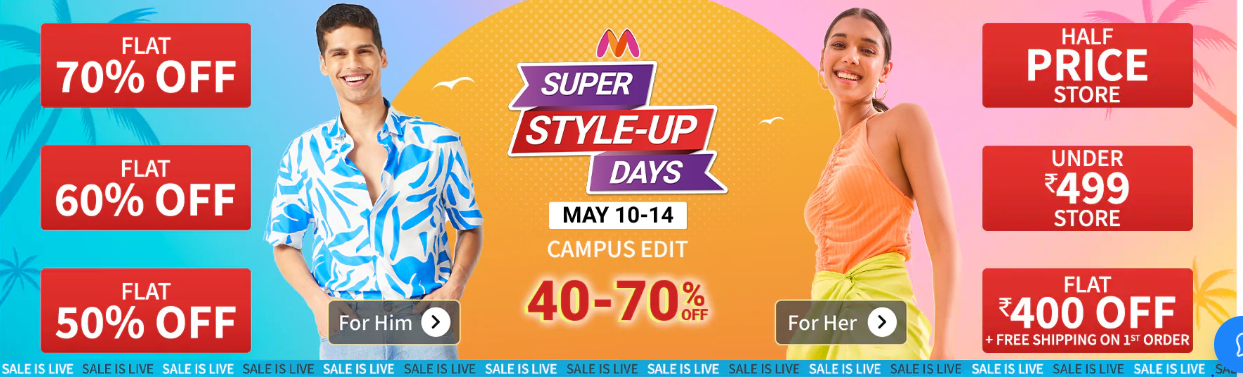 FLAT
70% OFF
FLAT
60% OFF
FLAT
50% OFF
SUPER
STYLE-UP
DAYS
MAY 10-14
CAMPUS EDIT
40-70% OFF
For Him
For Her
HALF
PRICE
STORE
UNDER
₹499
STORE
FLAT
₹400 OFF
+ FREE SHIPPING ON 1ST ORDER
SALE IS LIVE SALE IS LIVE SALE IS LIVE SALE IS LIVE SALE IS LIVE SALE IS LIVE SALE IS LIVE SALE IS LIVE SALE IS LIVE SALE IS LIVE SALE IS LIVE SALE IS LIVE SALE IS LIVE SALE IS LIVE SALE IS LIVE